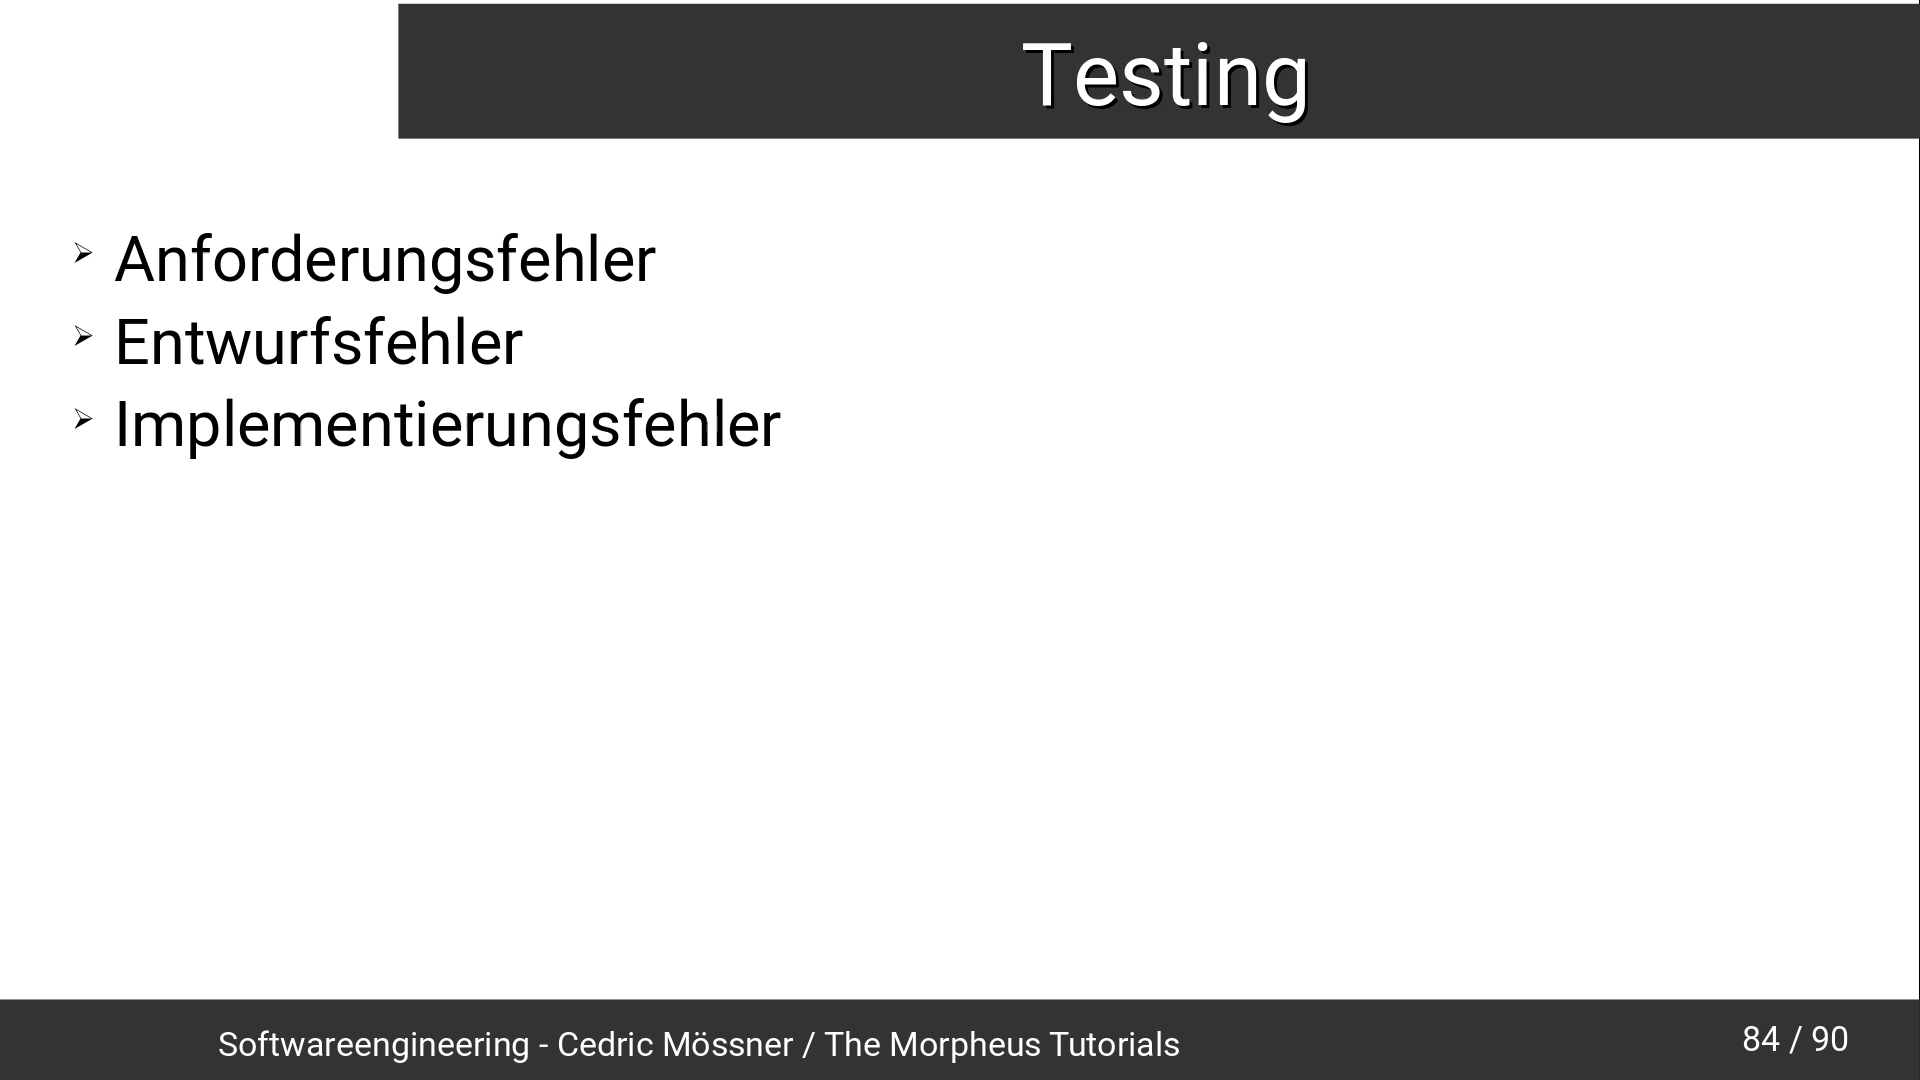 Testing
➢ Anforderungsfehler
➢ Entwurfsfehler
➢ Implementierungsfehler
Softwareengineering - Cedric Mössner / The Morpheus Tutorials
84 / 90